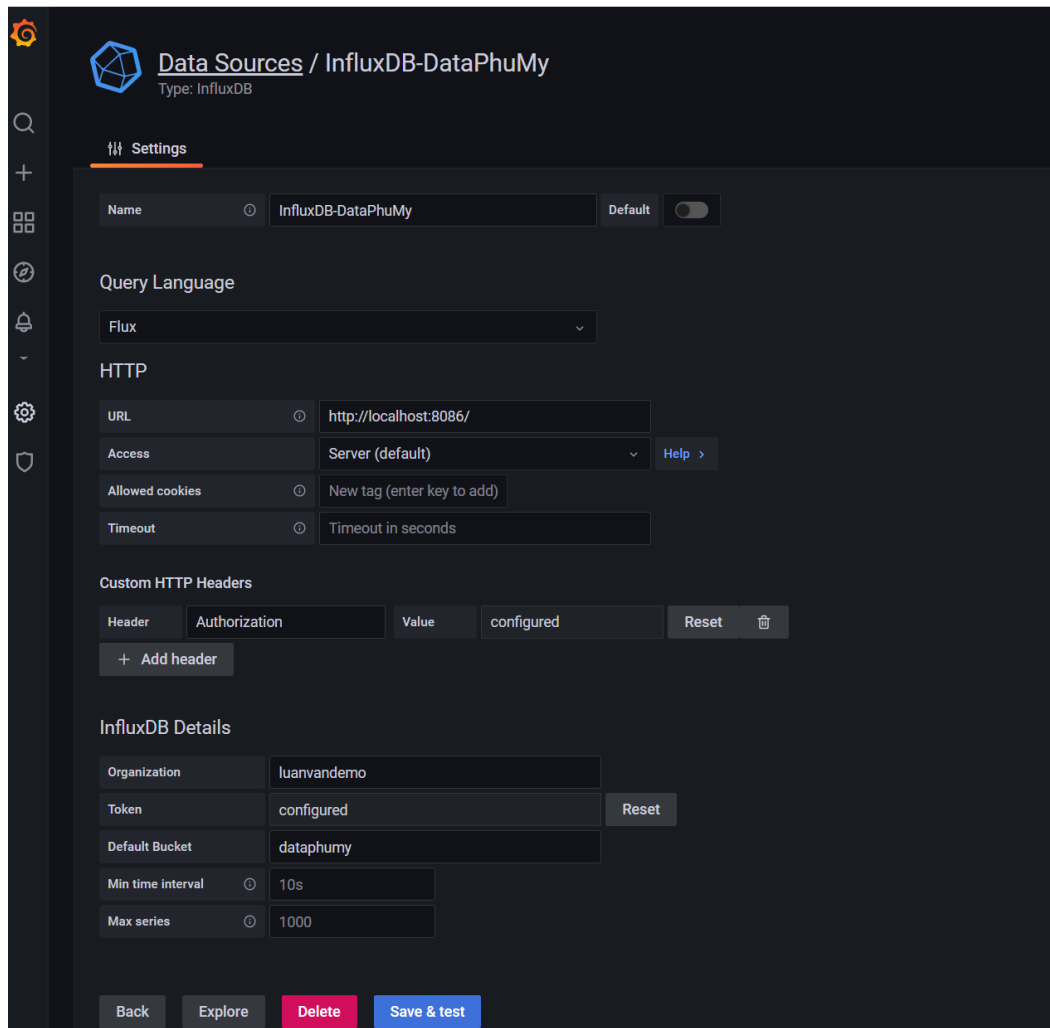 Data Sources / InfluxDB-DataPhuMy
Type: InfluxDB
Settings
Name InfluxDB-DataPhuMy Default
Query Language
Flux
HTTP
URL http://localhost:8086/
Access Server (default) Help >
Allowed cookies New tag (enter key to add)
Timeout Timeout in seconds
Custom HTTP Headers
Header Authorization Value configured Reset
+ Add header
InfluxDB Details
Organization luanvandemo
Token configured Reset
Default Bucket dataphumy
Min time interval 10s
Max series 1000
Back Explore Delete Save & test